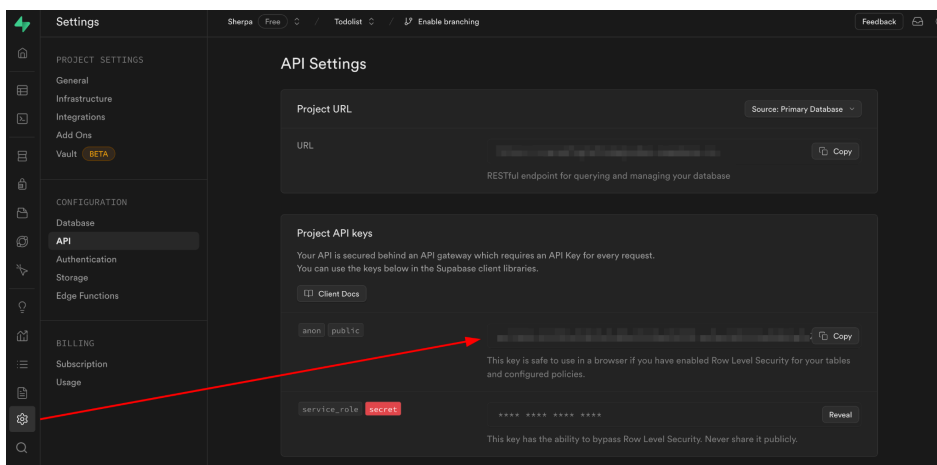 Settings
Sherpa Free / Todolist / Enable branching
Feedback
PROJECT SETTINGS
General
Infrastructure
Integrations
Add Ons
Vault BETA
CONFIGURATION
Database
API
Authentication
Storage
Edge Functions
BILLING
Subscription
Usage
API Settings
Project URL
Source: Primary Database
URL
Copy
RESTful endpoint for querying and managing your database
Project API keys
Your API is secured behind an API gateway which requires an API Key for every request.
You can use the keys below in the Supabase client libraries.
Client Docs
anon public
Copy
This key is safe to use in a browser if you have enabled Row Level Security for your tables
and configured policies.
service_role secret
**** **** **** ****
Reveal
This key has the ability to bypass Row Level Security. Never share it publicly.